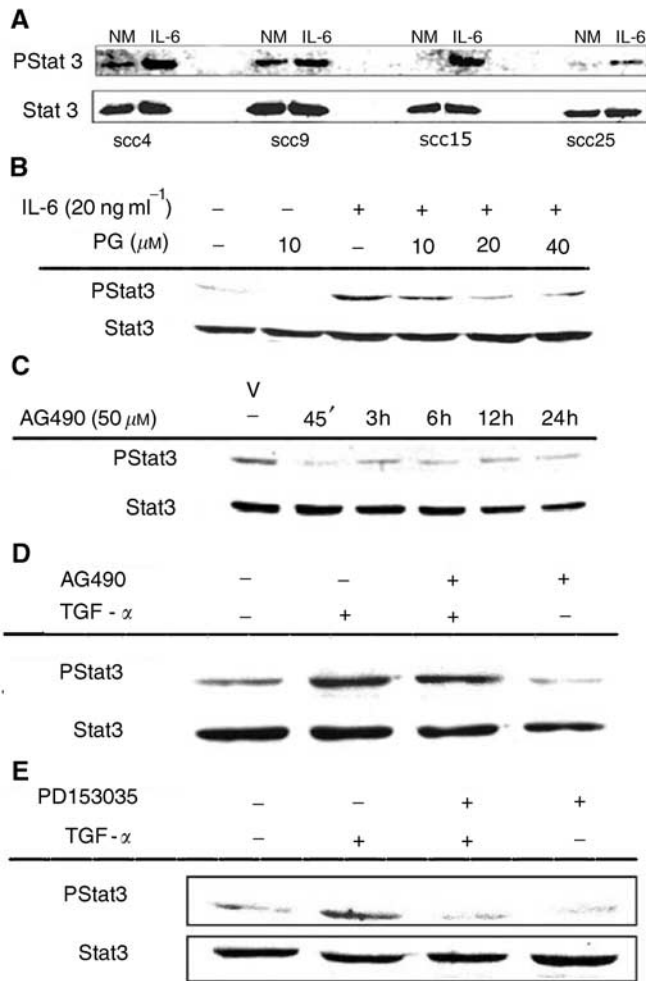 A
NM IL-6 NM IL-6 NM IL-6 NM IL-6
PStat 3
Stat 3
scc4 scc9 scc15 scc25
B
IL-6 (20 ng ml⁻¹) – – + + + +
PG (μM) – 10 – 10 20 40
PStat3
Stat3
C
V
AG490 (50 μM) – 45′ 3h 6h 12h 24h
PStat3
Stat3
D
AG490 – – + +
TGF - α – + + –
PStat3
Stat3
E
PD153035 – – + +
TGF - α – + + –
PStat3
Stat3